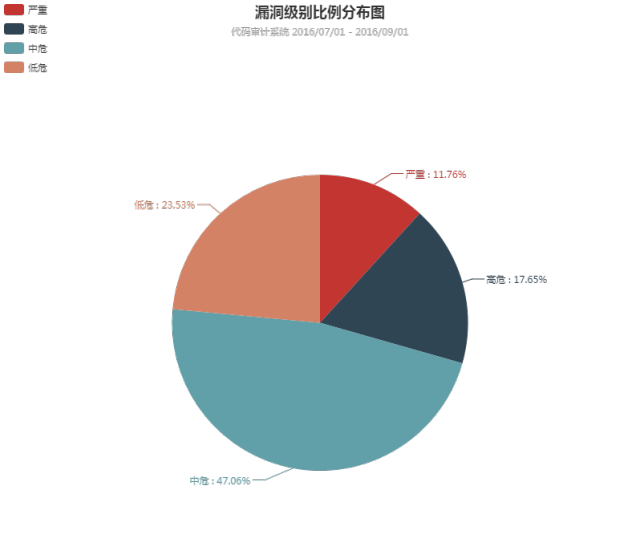 漏洞级别比例分布图
代码审计系统 2016/07/01 - 2016/09/01
严重
高危
中危
低危
严重 : 11.76%
低危 : 23.53%
高危 : 17.65%
中危 : 47.06%